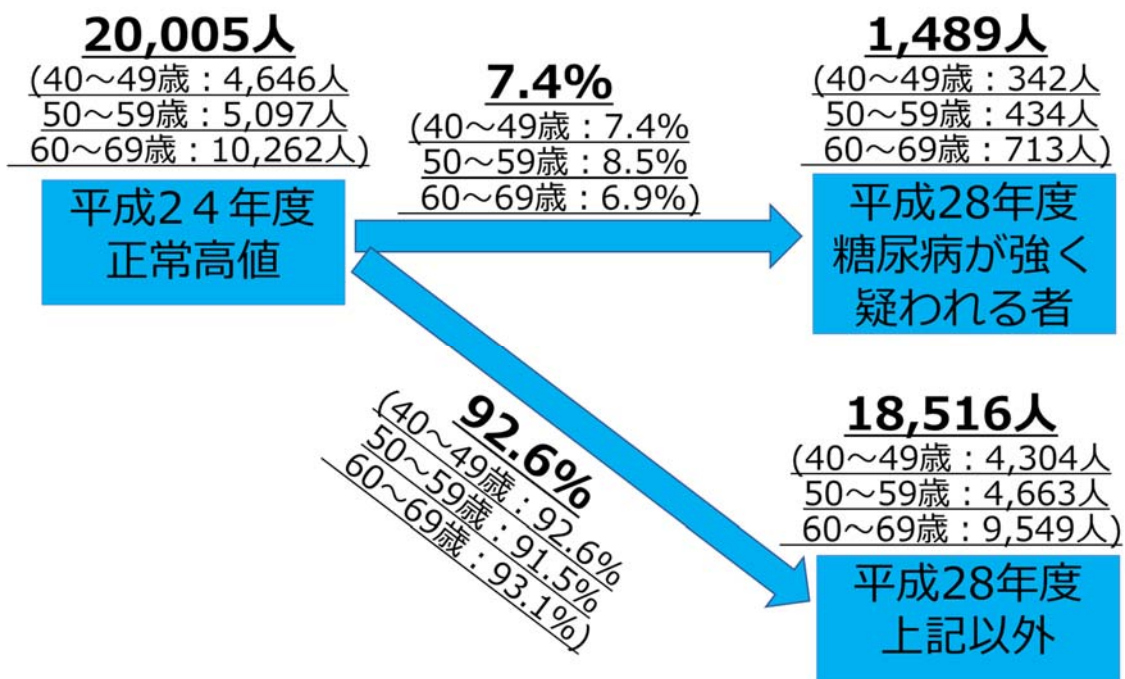 20,005人
(40～49歳：4,646人
50～59歳：5,097人
60～69歳：10,262人)
平成２４年度
正常高値
7.4%
(40～49歳：7.4%
50～59歳：8.5%
60～69歳：6.9%)
1,489人
(40～49歳：342人
50～59歳：434人
60～69歳：713人)
平成28年度
糖尿病が強く
疑われる者
92.6%
(40～49歳：92.6%
50～59歳：91.5%
60～69歳：93.1%)
18,516人
(40～49歳：4,304人
50～59歳：4,663人
60～69歳：9,549人)
平成28年度
上記以外